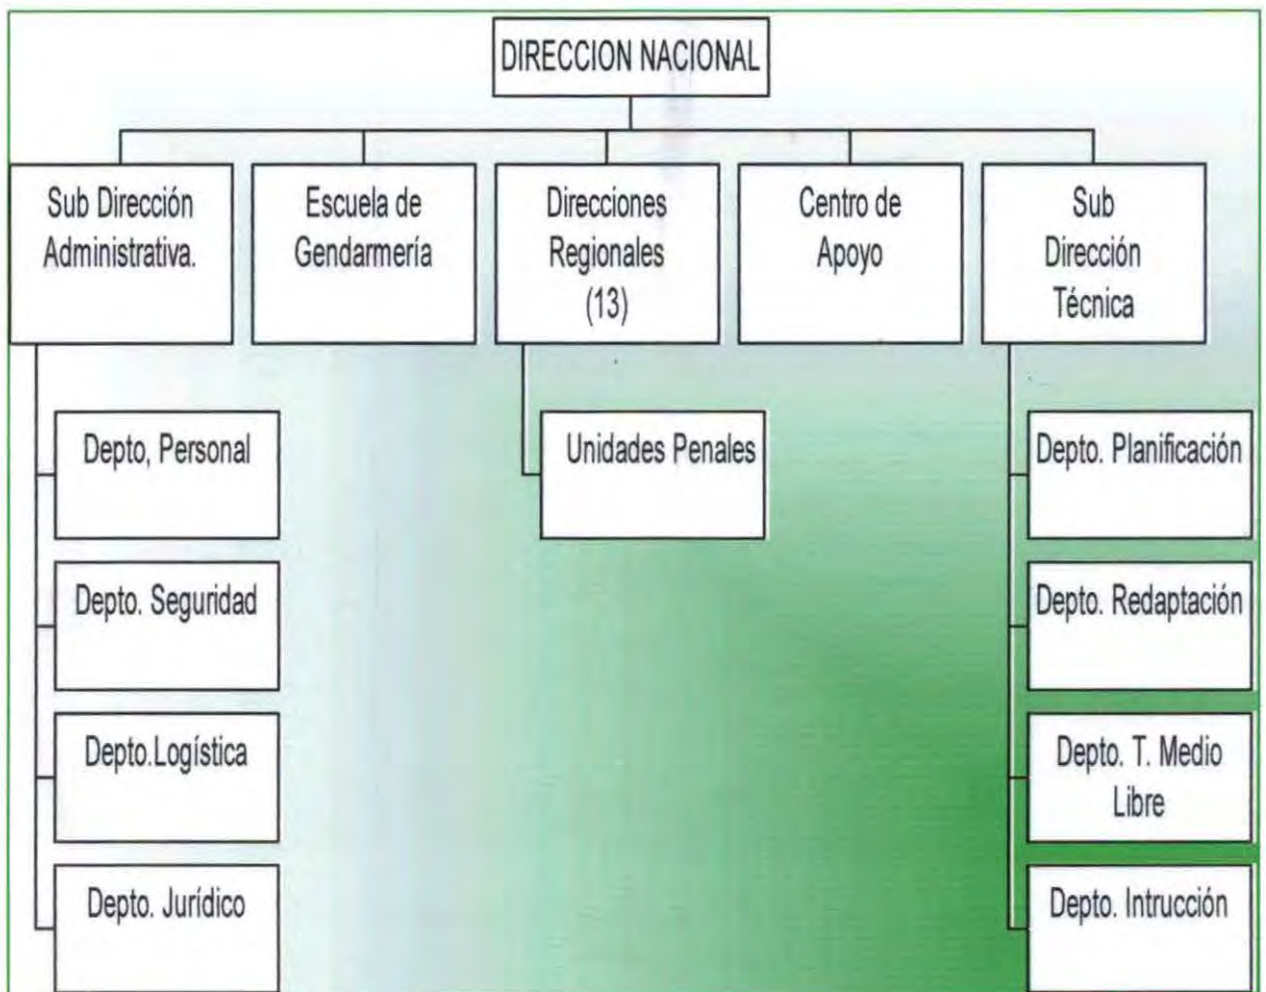 DIRECCION NACIONAL
Sub Dirección
Administrativa.
Escuela de
Gendarmería
Direcciones
Regionales
(13)
Centro de
Apoyo
Sub
Dirección
Técnica
Depto, Personal
Depto. Seguridad
Depto.Logística
Depto. Jurídico
Unidades Penales
Depto. Planificación
Depto. Redaptación
Depto. T. Medio
Libre
Depto. Intrucción